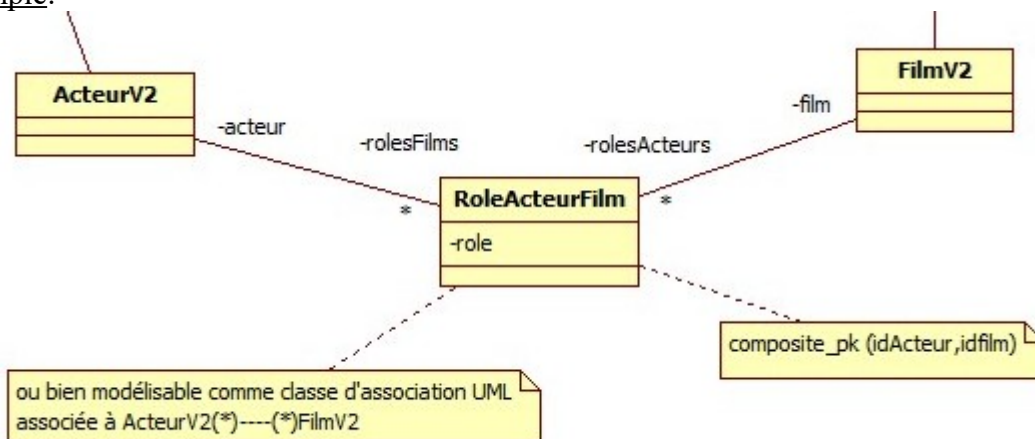 FilmV2
ActeurV2
-film
-acteur
-rolesFilms
-rolesActeurs
*
*
RoleActeurFilm
-role
composite_pk (idActeur,idfilm)
ou bien modélisable comme classe d'association UML
associée à ActeurV2(*)----(*)FilmV2